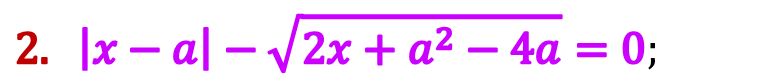 2. |x − a| − √(2x + a² − 4a) = 0;